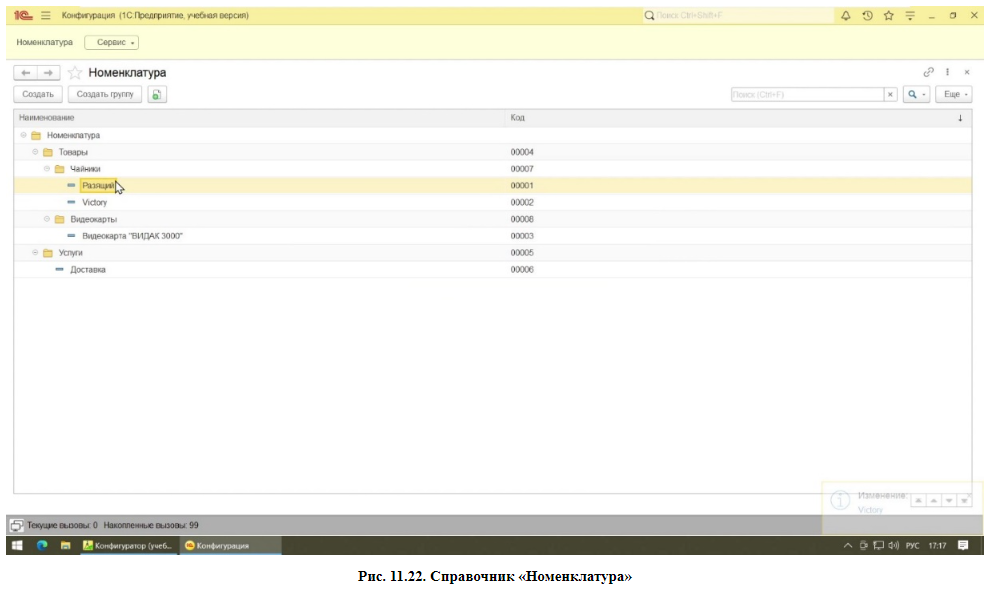 1С Конфигурация (1С:Предприятие, учебная версия) Поиск Ctrl+Shift+F
Номенклатура Сервис
Номенклатура
Создать Создать группу Поиск (Ctrl+F) × Еще
Наименование Код ↓
Номенклатура
Товары 00004
Чайники 00007
Разящий 00001
Victory 00002
Видеокарты 00008
Видеокарта "ВИДАК 3000" 00003
Услуги 00005
Доставка 00006
Изменение:
Victory
Текущие вызовы: 0 Накопленные вызовы: 99
Конфигуратор (учеб... Конфигурация РУС 17:17
Рис. 11.22. Справочник «Номенклатура»